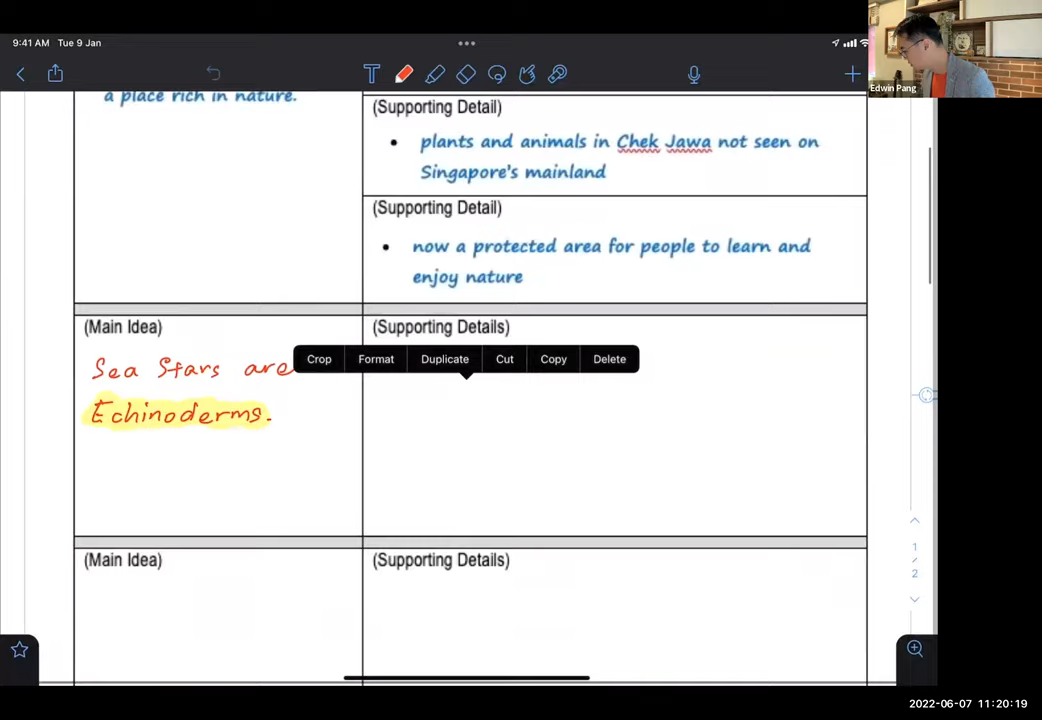 9:41 AM Tue 9 Jan
Edwin Pang
a place rich in nature.
(Supporting Detail)
• plants and animals in Chek Jawa not seen on
Singapore's mainland
(Supporting Detail)
• now a protected area for people to learn and
enjoy nature
(Main Idea)
(Supporting Details)
Crop Format Duplicate Cut Copy Delete
Sea Stars are
Echinoderms.
1
/
2
(Main Idea)
(Supporting Details)
2022-06-07 11:20:19